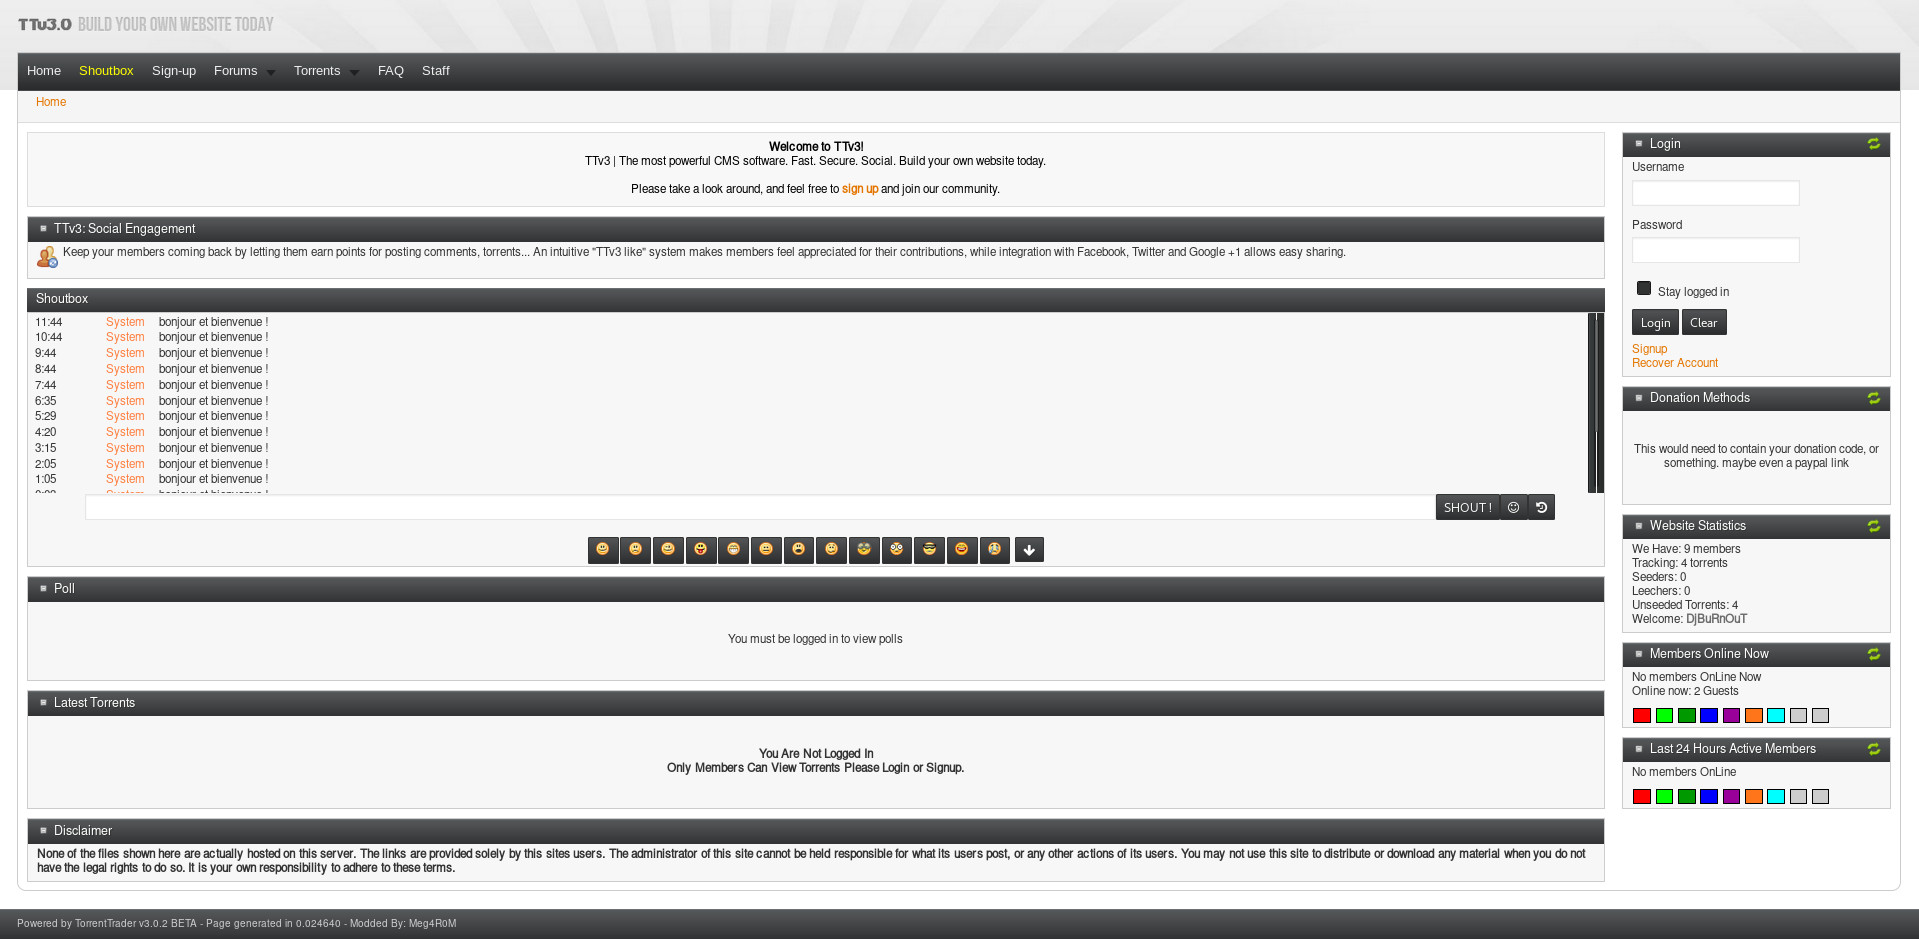 TTv3.0 BUILD YOUR OWN WEBSITE TODAY
Home Shoutbox Sign-up Forums Torrents FAQ Staff
Home
Welcome to TTv3!
TTv3 | The most powerful CMS software. Fast. Secure. Social. Build your own website today.
Please take a look around, and feel free to sign up and join our community.
TTv3: Social Engagement
Keep your members coming back by letting them earn points for posting comments, torrents... An intuitive "TTv3 like" system makes members feel appreciated for their contributions, while integration with Facebook, Twitter and Google +1 allows easy sharing.
Shoutbox
11:44 System bonjour et bienvenue !
10:44 System bonjour et bienvenue !
9:44 System bonjour et bienvenue !
8:44 System bonjour et bienvenue !
7:44 System bonjour et bienvenue !
6:35 System bonjour et bienvenue !
5:29 System bonjour et bienvenue !
4:20 System bonjour et bienvenue !
3:15 System bonjour et bienvenue !
2:05 System bonjour et bienvenue !
1:05 System bonjour et bienvenue !
System bonjour et bienvenue !
SHOUT !
Poll
You must be logged in to view polls
Latest Torrents
You Are Not Logged In
Only Members Can View Torrents Please Login or Signup.
Disclaimer
None of the files shown here are actually hosted on this server. The links are provided solely by this sites users. The administrator of this site cannot be held responsible for what its users post, or any other actions of its users. You may not use this site to distribute or download any material when you do not
have the legal rights to do so. It is your own responsibility to adhere to these terms.
Login
Username
Password
Stay logged in
Login Clear
Signup
Recover Account
Donation Methods
This would need to contain your donation code, or
something. maybe even a paypal link
Website Statistics
We Have: 9 members
Tracking: 4 torrents
Seeders: 0
Leechers: 0
Unseeded Torrents: 4
Welcome: DjBuRnOuT
Members Online Now
No members OnLine Now
Online now: 2 Guests
Last 24 Hours Active Members
No members OnLine
Powered by TorrentTrader v3.0.2 BETA - Page generated in 0.024640 - Modded By: Meg4R0M